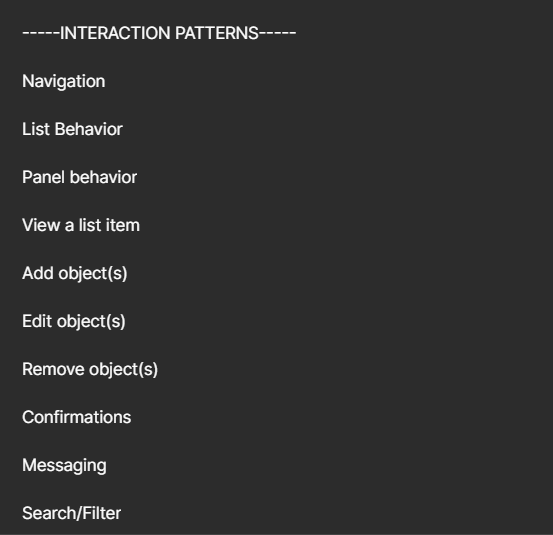 -----INTERACTION PATTERNS-----
Navigation
List Behavior
Panel behavior
View a list item
Add object(s)
Edit object(s)
Remove object(s)
Confirmations
Messaging
Search/Filter